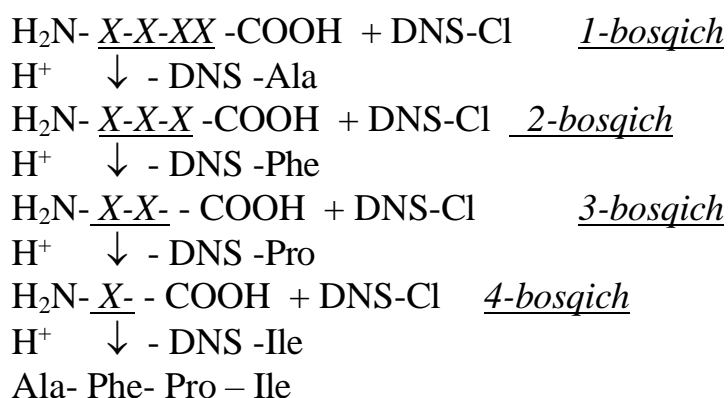 H₂N- X-X-XX -COOH + DNS-Cl 1-bosqich
H⁺ ↓ - DNS -Ala
H₂N- X-X-X -COOH + DNS-Cl 2-bosqich
H⁺ ↓ - DNS -Phe
H₂N- X-X- - COOH + DNS-Cl 3-bosqich
H⁺ ↓ - DNS -Pro
H₂N- X- - COOH + DNS-Cl 4-bosqich
H⁺ ↓ - DNS -Ile
Ala- Phe- Pro – Ile